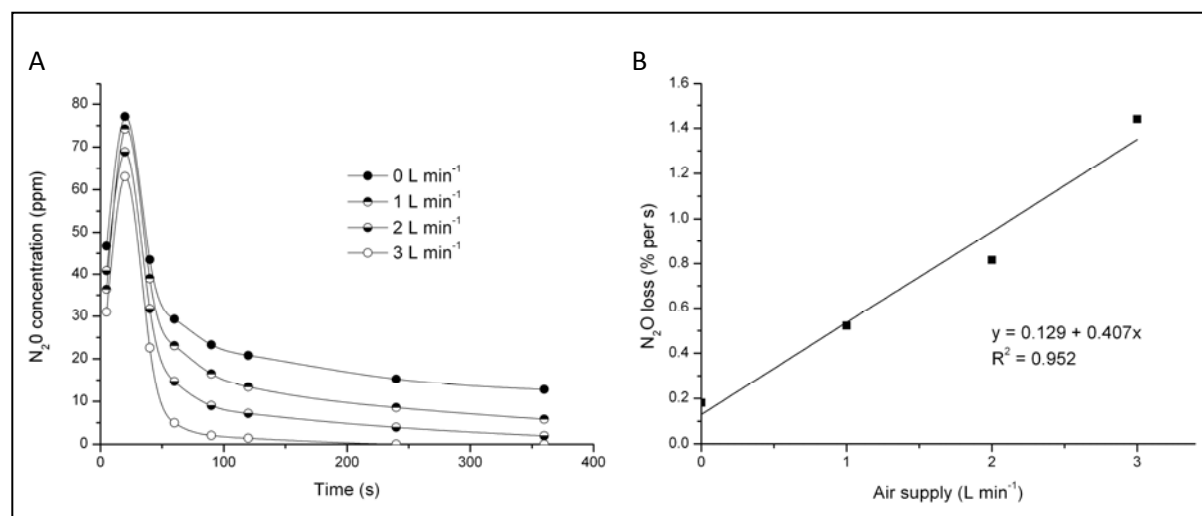 A
N₂0 concentration (ppm)
80
70
60
50
40
30
20
10
0
0 100 200 300 400
Time (s)
0 L min⁻¹
1 L min⁻¹
2 L min⁻¹
3 L min⁻¹
B
N₂O loss (% per s)
1.6
1.4
1.2
1.0
0.8
0.6
0.4
0.2
0.0
0 1 2 3
Air supply (L min⁻¹)
y = 0.129 + 0.407x
R² = 0.952